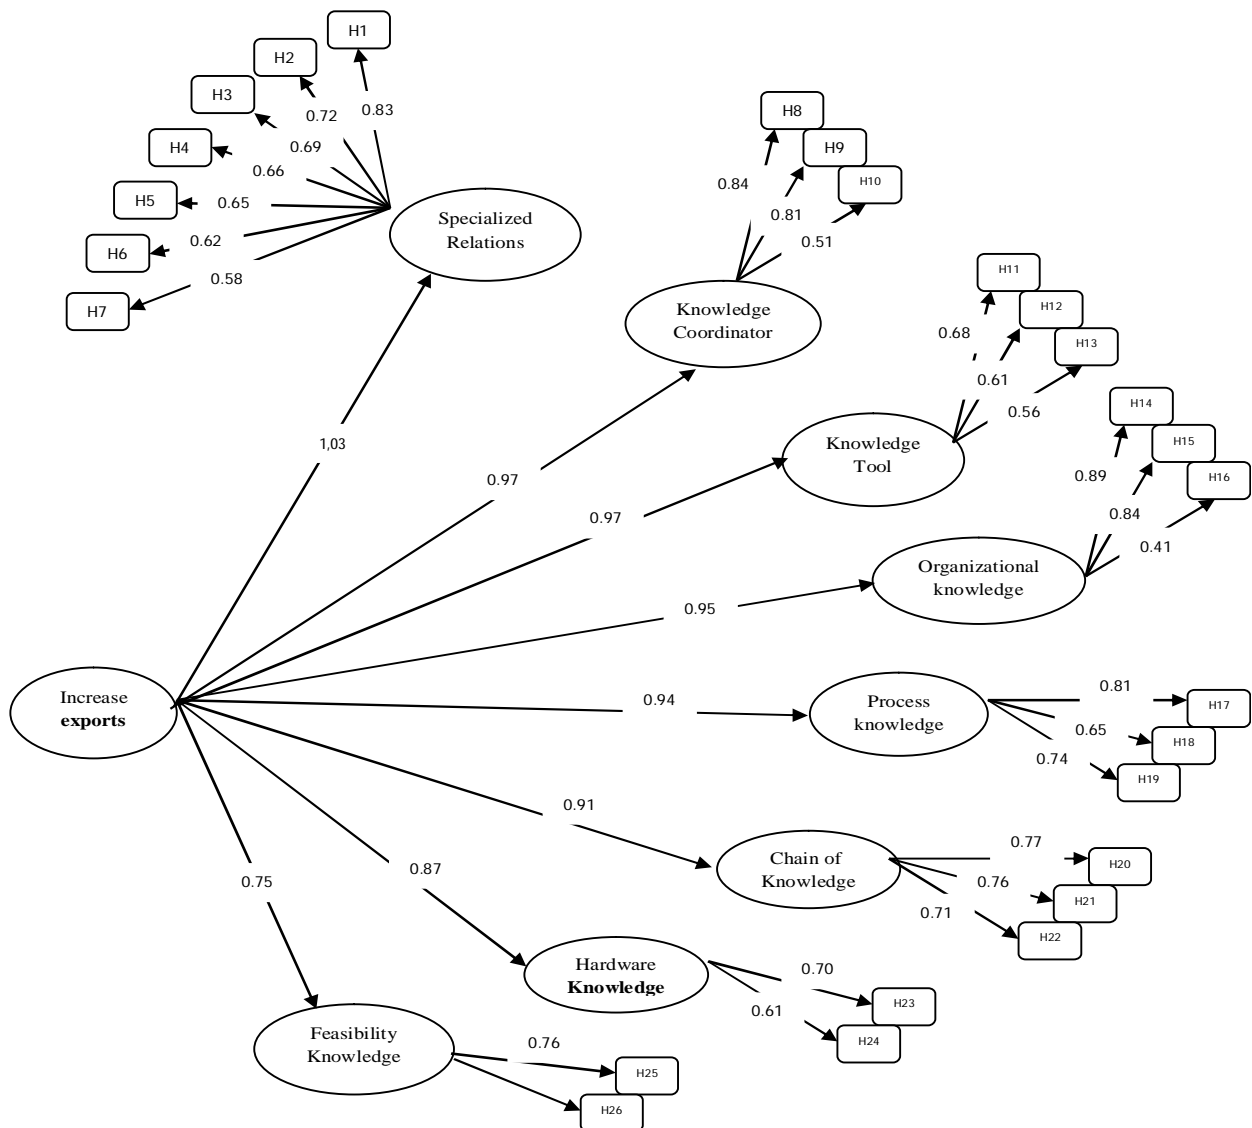 H1
H2
H3
H4
H5
H6
H7
0.83
0.72
0.69
0.66
0.65
0.62
0.58
Specialized
Relations
H8
H9
H10
0.84
0.81
0.51
Knowledge
Coordinator
H11
H12
H13
0.68
0.61
0.56
Knowledge
Tool
H14
H15
H16
0.89
0.84
0.41
Organizational
knowledge
1,03
0.97
0.97
0.95
0.94
0.91
0.87
0.75
Increase
exports
Process
knowledge
0.81
0.65
0.74
H17
H18
H19
Chain of
Knowledge
0.77
0.76
0.71
H20
H21
H22
Hardware
Knowledge
0.70
0.61
H23
H24
Feasibility
Knowledge
0.76
H25
H26